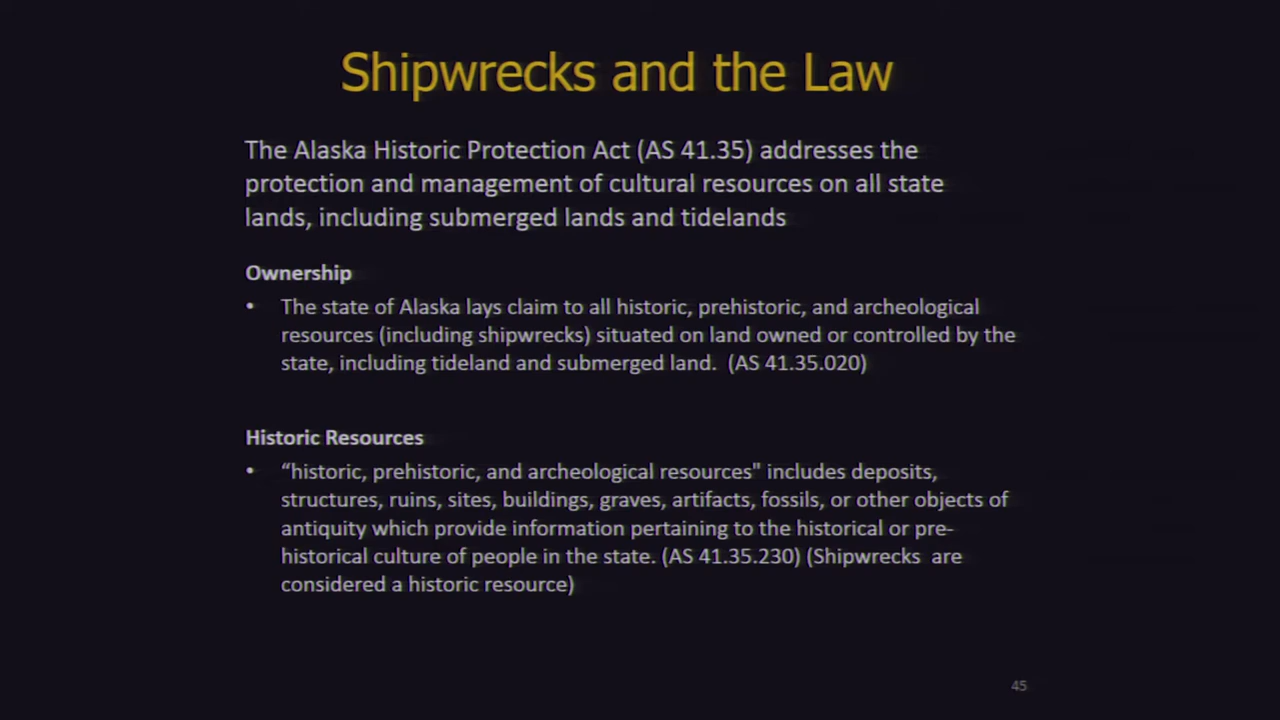 Shipwrecks and the Law
The Alaska Historic Protection Act (AS 41.35) addresses the
protection and management of cultural resources on all state
lands, including submerged lands and tidelands
Ownership
• The state of Alaska lays claim to all historic, prehistoric, and archeological
resources (including shipwrecks) situated on land owned or controlled by the
state, including tideland and submerged land.  (AS 41.35.020)
Historic Resources
• “historic, prehistoric, and archeological resources" includes deposits,
structures, ruins, sites, buildings, graves, artifacts, fossils, or other objects of
antiquity which provide information pertaining to the historical or pre-
historical culture of people in the state. (AS 41.35.230) (Shipwrecks  are
considered a historic resource)
45